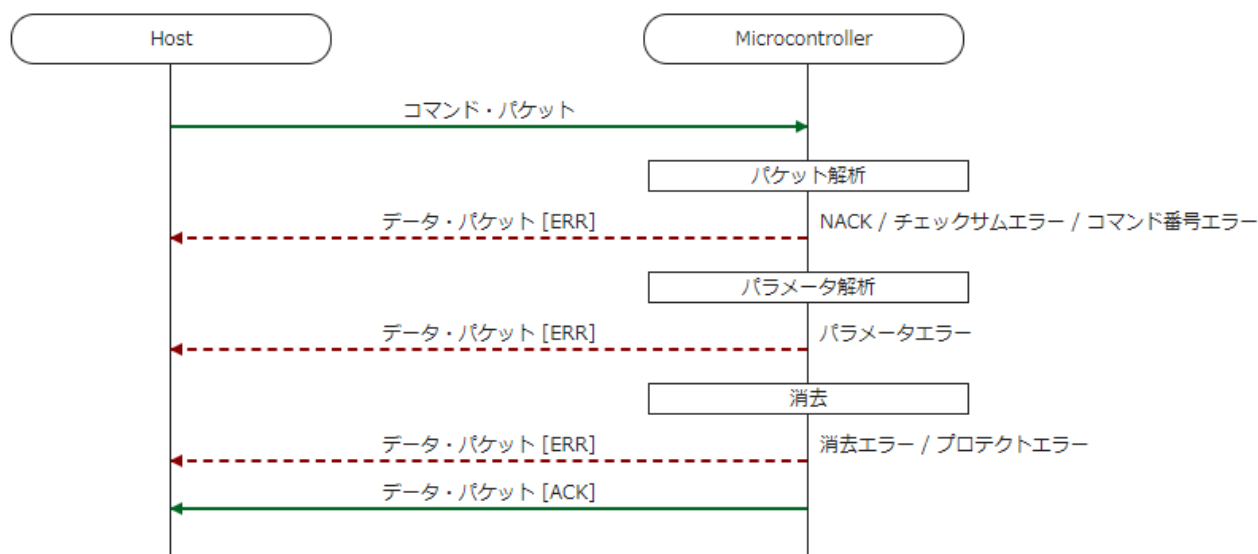 Host
Microcontroller
コマンド・パケット
パケット解析
データ・パケット [ERR]
NACK / チェックサムエラー / コマンド番号エラー
パラメータ解析
データ・パケット [ERR]
パラメータエラー
消去
データ・パケット [ERR]
消去エラー / プロテクトエラー
データ・パケット [ACK]